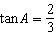 tan A = 2/3